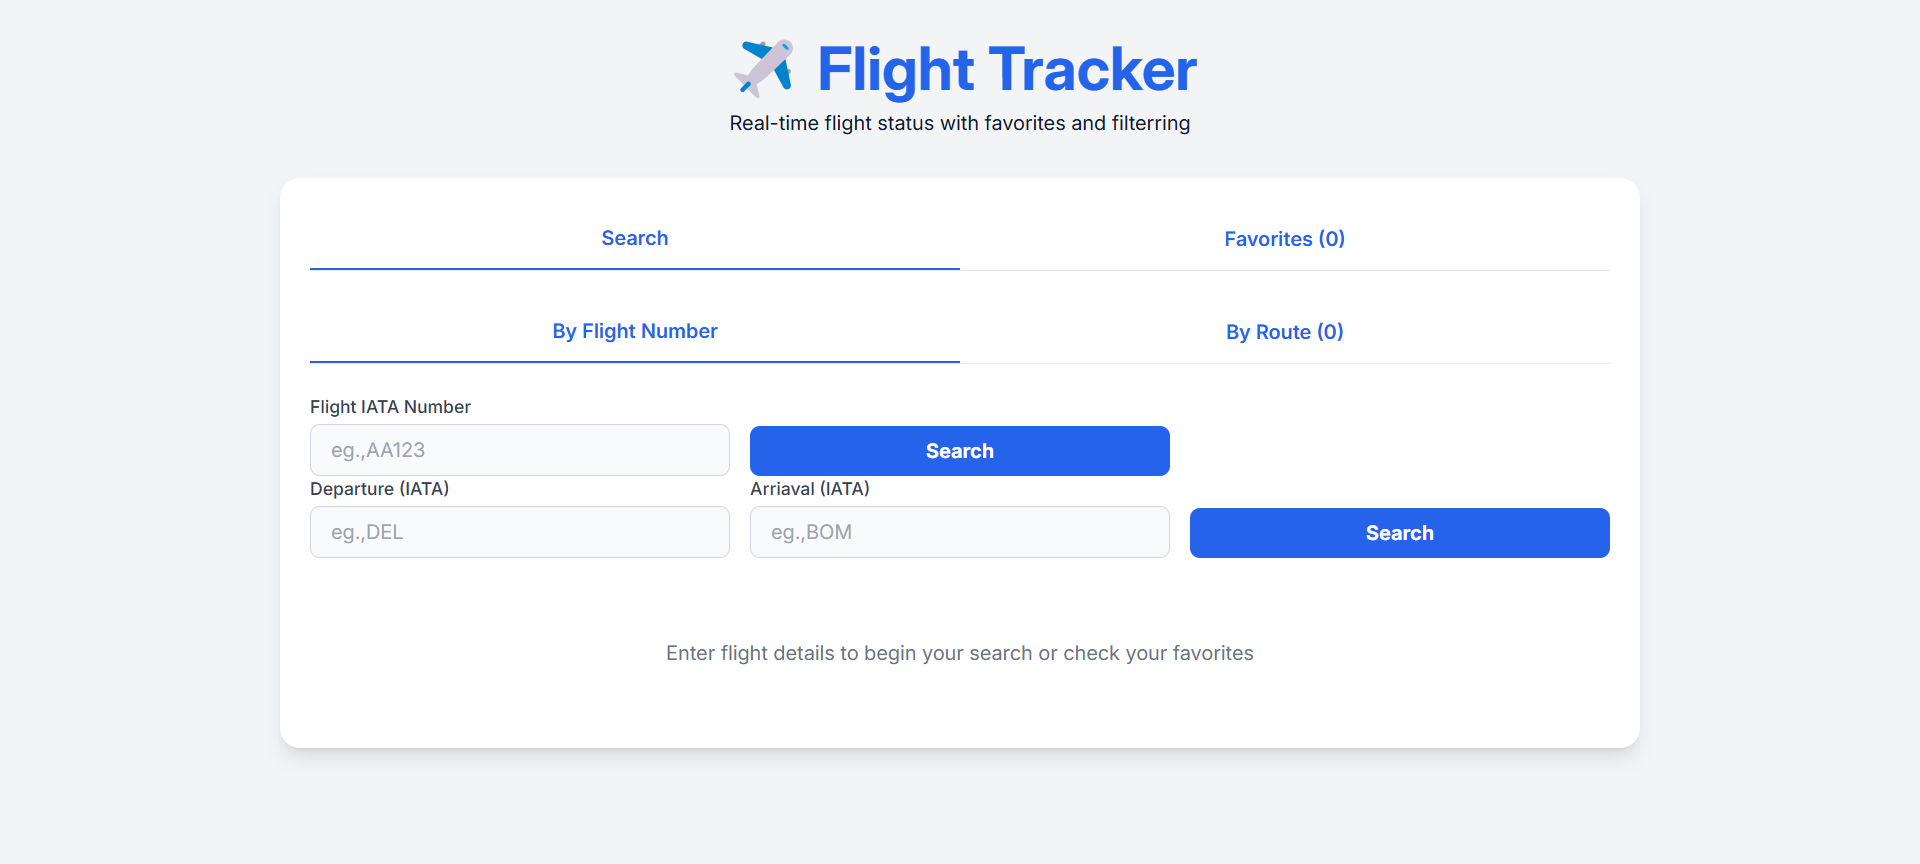 Flight Tracker
Real-time flight status with favorites and filterring
Search
Favorites (0)
By Flight Number
By Route (0)
Flight IATA Number
eg.,AA123
Search
Departure (IATA)
Arriaval (IATA)
eg.,DEL
eg.,BOM
Search
Enter flight details to begin your search or check your favorites